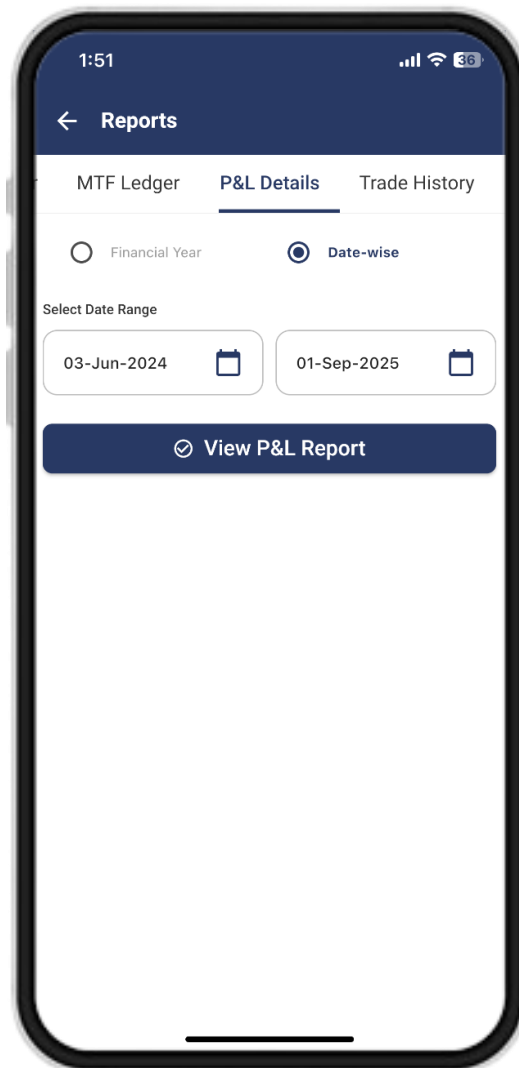 1:51
36
Reports
r MTF Ledger P&L Details Trade History
Financial Year Date-wise
Select Date Range
03-Jun-2024 01-Sep-2025
View P&L Report